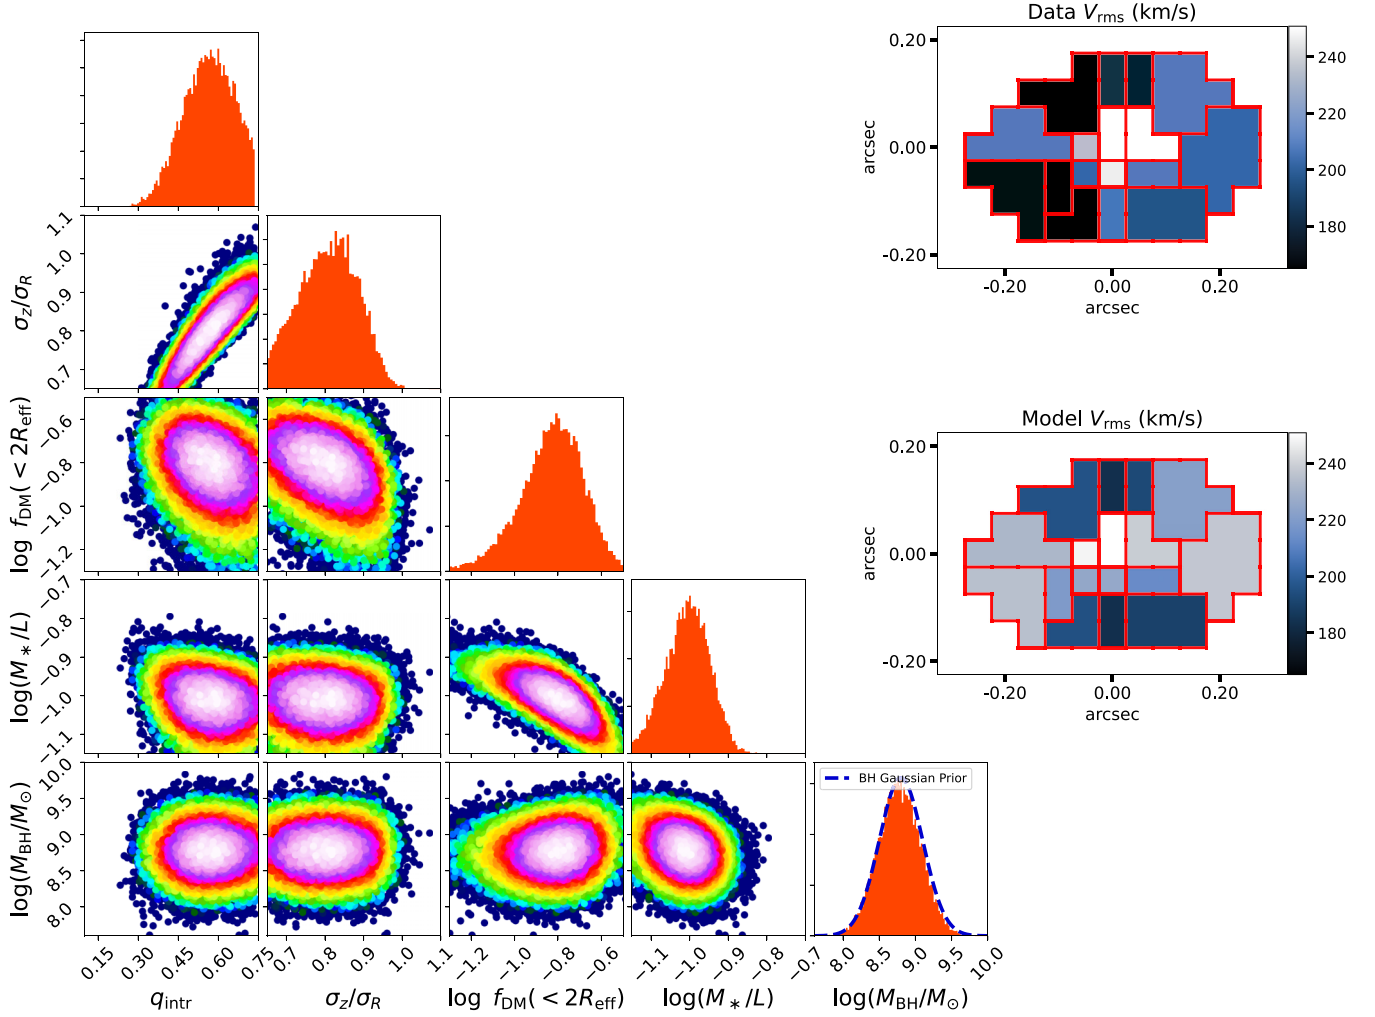 Data V_rms (km/s)
0.20
0.00
-0.20
arcsec
-0.20 0.00 0.20
arcsec
240
220
200
180
1.1
1.0
0.9
0.8
0.7
σ_z/σ_R
−0.6
−0.8
−1.0
−1.2
log f_DM(< 2R_eff)
Model V_rms (km/s)
0.20
0.00
-0.20
arcsec
-0.20 0.00 0.20
arcsec
240
220
200
180
−0.7
−0.8
−0.9
−1.0
−1.1
log(M_*/L)
10.0
9.5
9.0
8.5
8.0
log(M_BH/M_⊙)
BH Gaussian Prior
0.15 0.30 0.45 0.60 0.75
q_intr
0.7 0.8 0.9 1.0 1.1
σ_z/σ_R
−1.2 −1.0 −0.8 −0.6
log f_DM(< 2R_eff)
−1.1 −1.0 −0.9 −0.8 −0.7
log(M_*/L)
8.0 8.5 9.0 9.5 10.0
log(M_BH/M_⊙)